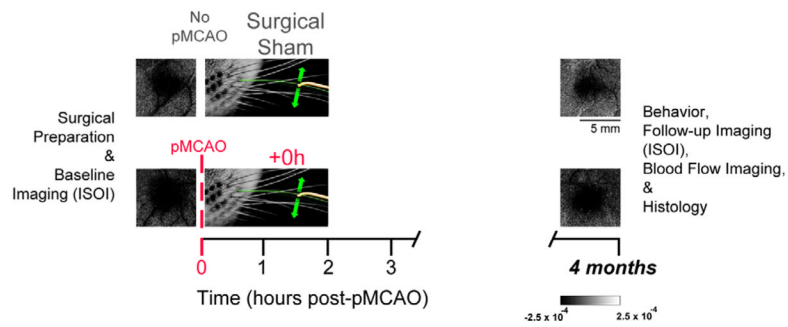 No
pMCAO
Surgical
Sham
Surgical
Preparation
&
Baseline
Imaging (ISOI)
pMCAO
+0h
5 mm
Behavior,
Follow-up Imaging
(ISOI),
Blood Flow Imaging,
&
Histology
0 1 2 3
4 months
Time (hours post-pMCAO)
-2.5 x 10⁻⁴ 2.5 x 10⁻⁴